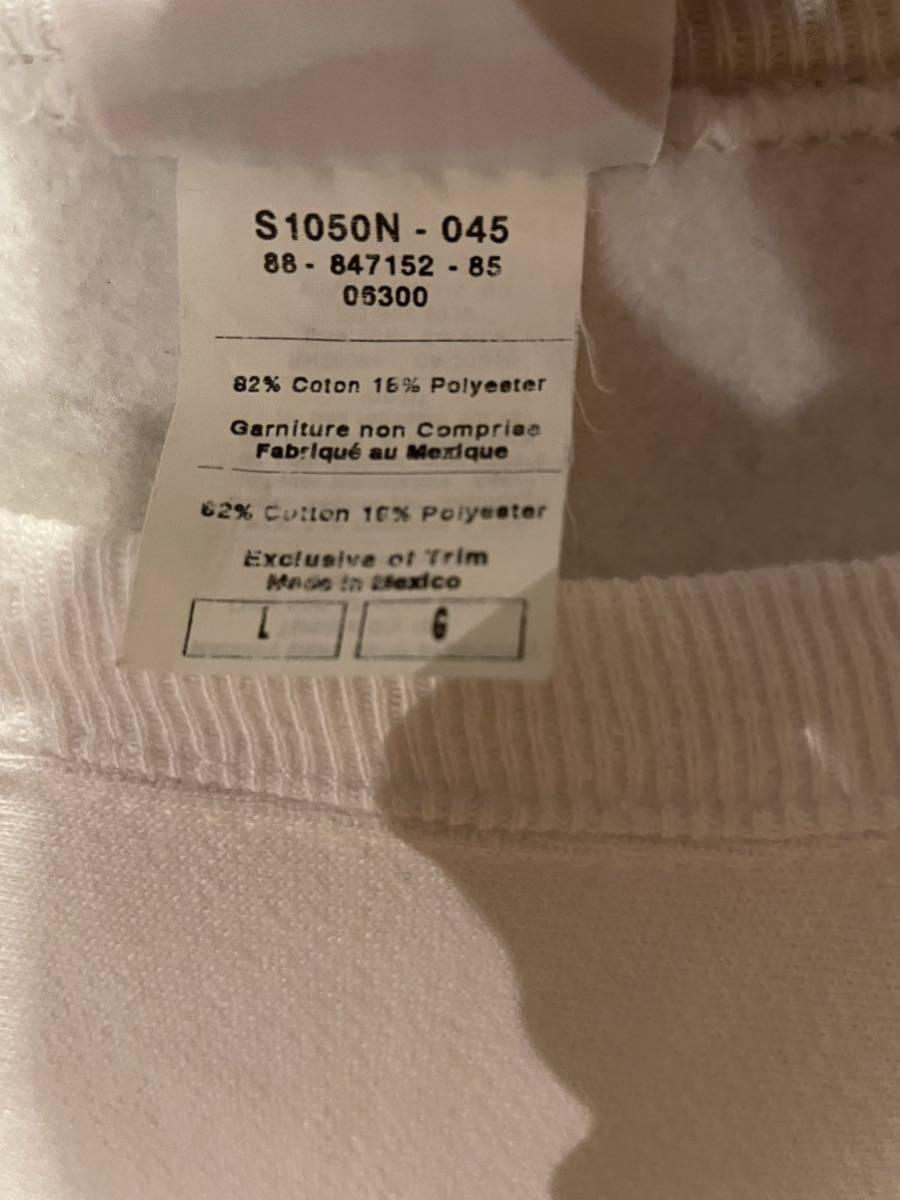 S1050N - 045
88 - 847152 - 85
06300
82% Coton 18% Polyester
Garniture non Comprise
Fabriqué au Mexique
82% Cotton 18% Polyester
Exclusive of Trim
Made in Mexico
L G